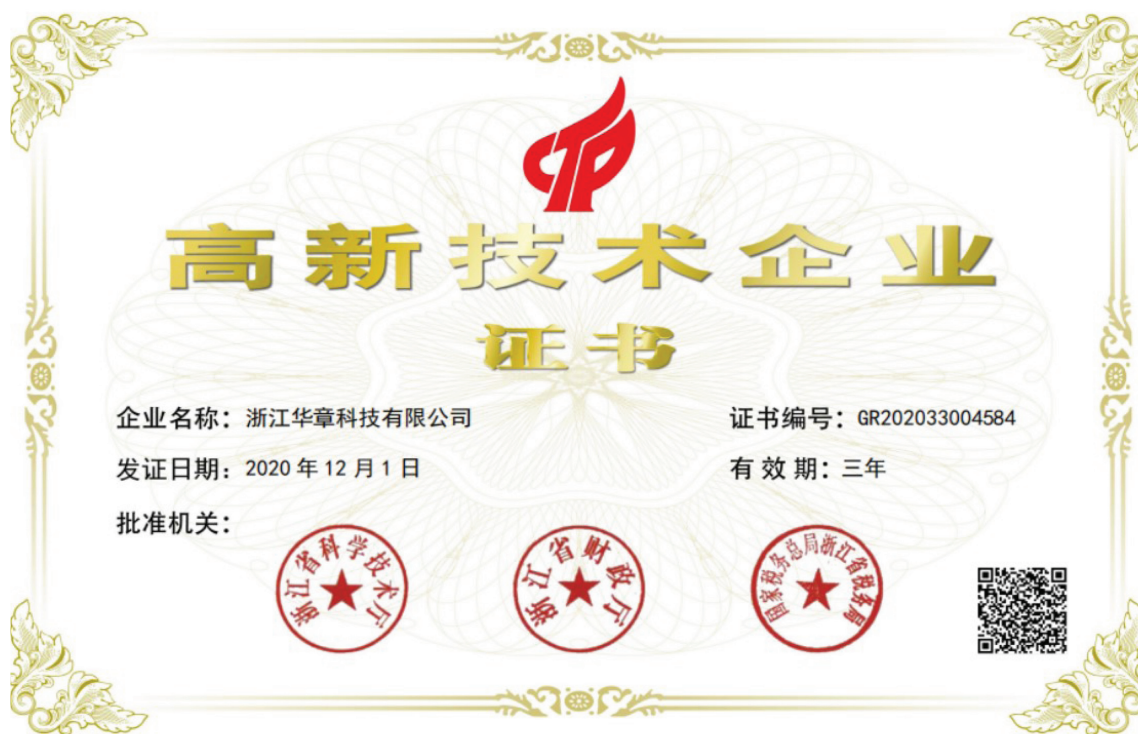 CTP
高新技术企业
证书
企业名称：浙江华章科技有限公司
证书编号：GR202033004584
发证日期：2020年12月1日
有效期：三年
批准机关：
浙江省科学技术厅
浙江省财政厅
国家税务总局浙江省税务局